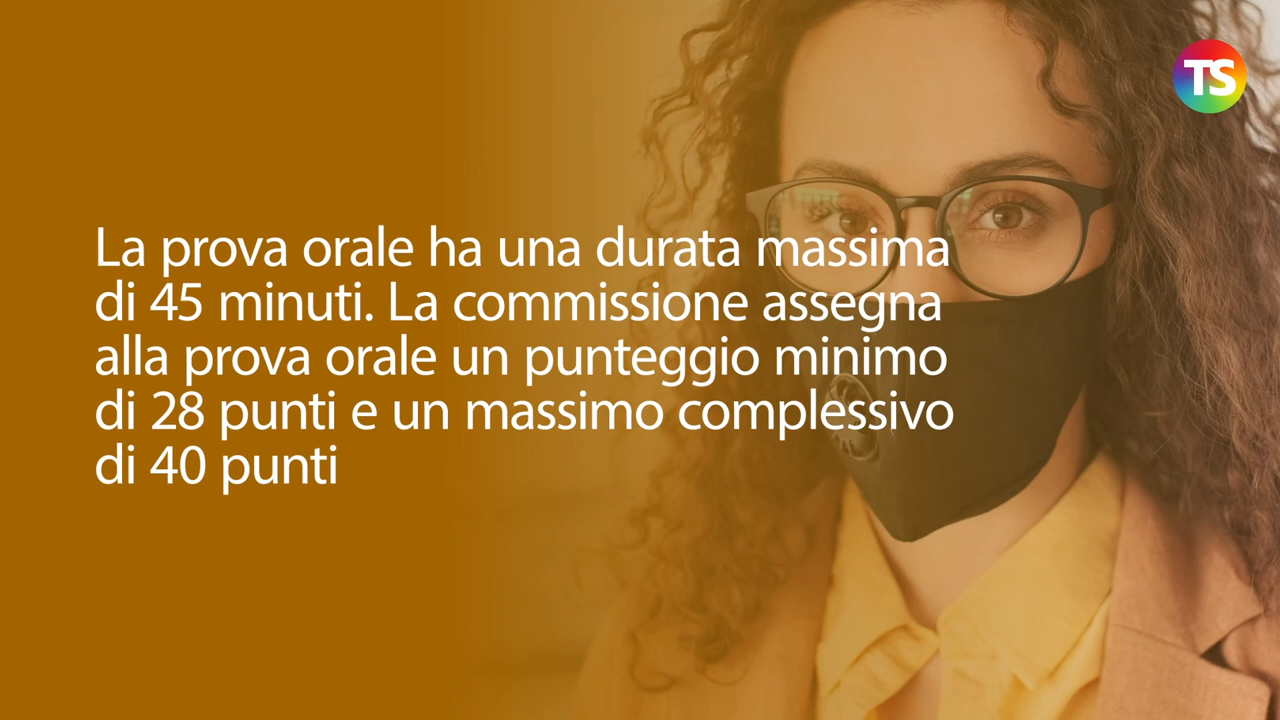 TS
La prova orale ha una durata massima
di 45 minuti. La commissione assegna
alla prova orale un punteggio minimo
di 28 punti e un massimo complessivo
di 40 punti